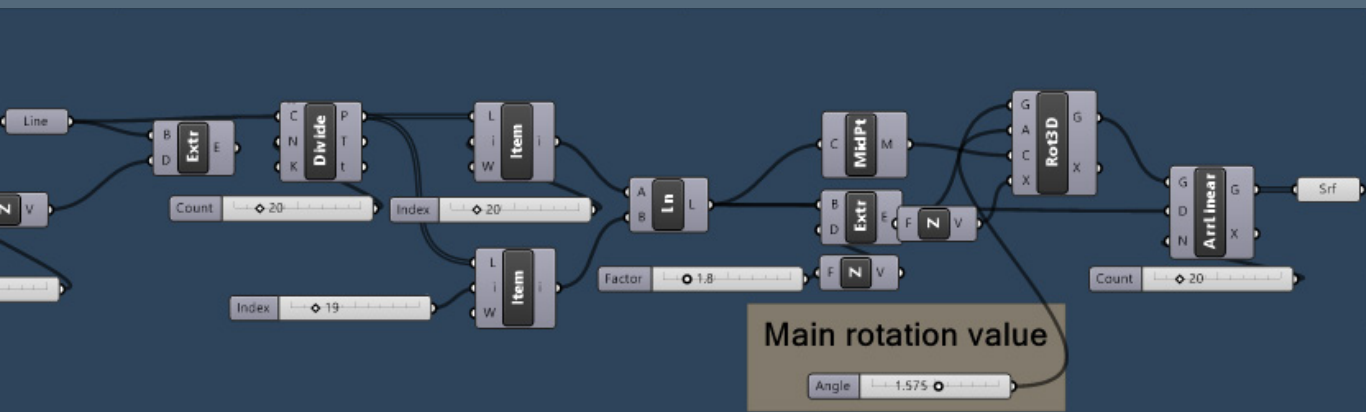 Line
Z V
B
D
Extr
E
C
N
K
Divide
P
T
t
Count 20
L
i
W
Item
i
Index 20
L
i
W
Item
i
Index 19
A
B
Ln
L
C
MidPt
M
B
D
Extr
E
F Z V
Factor 1.8
F Z V
G
A
C
X
Rot3D
G
X
G
D
N
ArrLinear
G
X
Srf
Count 20
Main rotation value
Angle 1.575